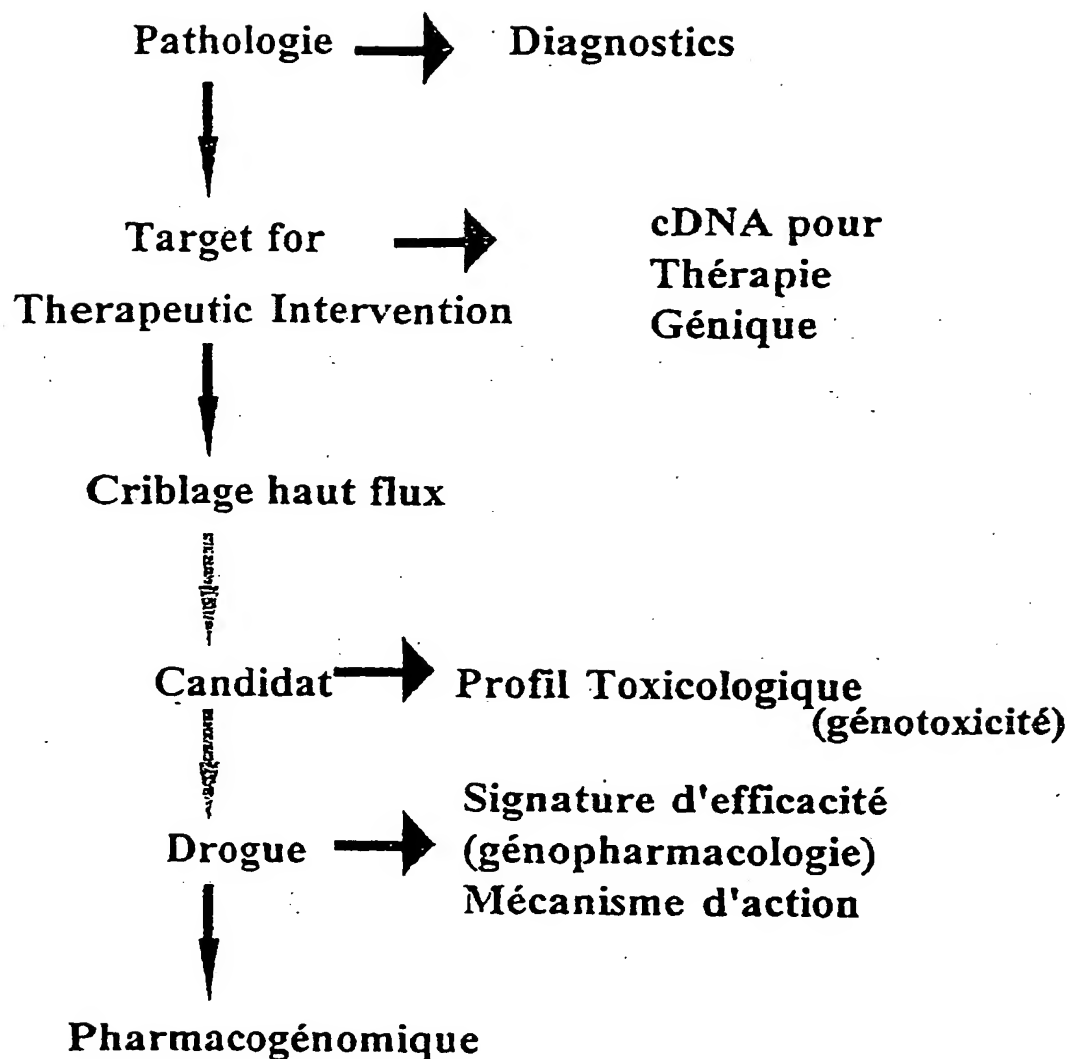 Pathologie
Diagnostics
Target for
Therapeutic Intervention
cDNA pour
Thérapie
Génique
Criblage haut flux
Candidat
Profil Toxicologique
(génotoxicité)
Drogue
Signature d'efficacité
(génopharmacologie)
Mécanisme d'action
Pharmacogénomique